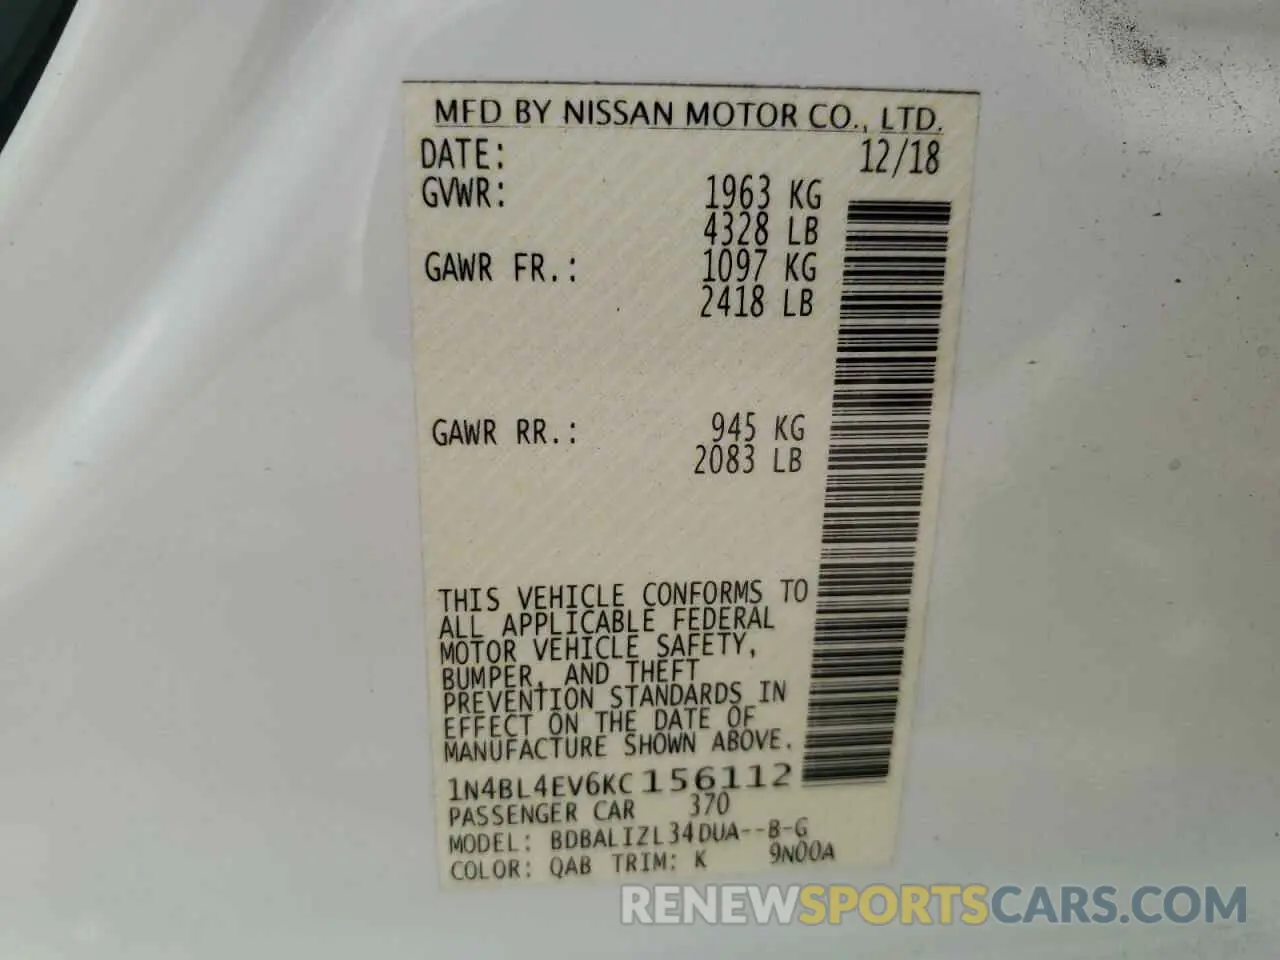 MFD BY NISSAN MOTOR CO., LTD.
DATE: 12/18
GVWR: 1963 KG
4328 LB
GAWR FR.: 1097 KG
2418 LB
GAWR RR.: 945 KG
2083 LB
THIS VEHICLE CONFORMS TO
ALL APPLICABLE FEDERAL
MOTOR VEHICLE SAFETY,
BUMPER, AND THEFT
PREVENTION STANDARDS IN
EFFECT ON THE DATE OF
MANUFACTURE SHOWN ABOVE.
1N4BL4EV6KC156112
PASSENGER CAR 370
MODEL: BDBALIZL34DUA--B-G
COLOR: QAB TRIM: K 9N00A
RENEWSPORTSCARS.COM